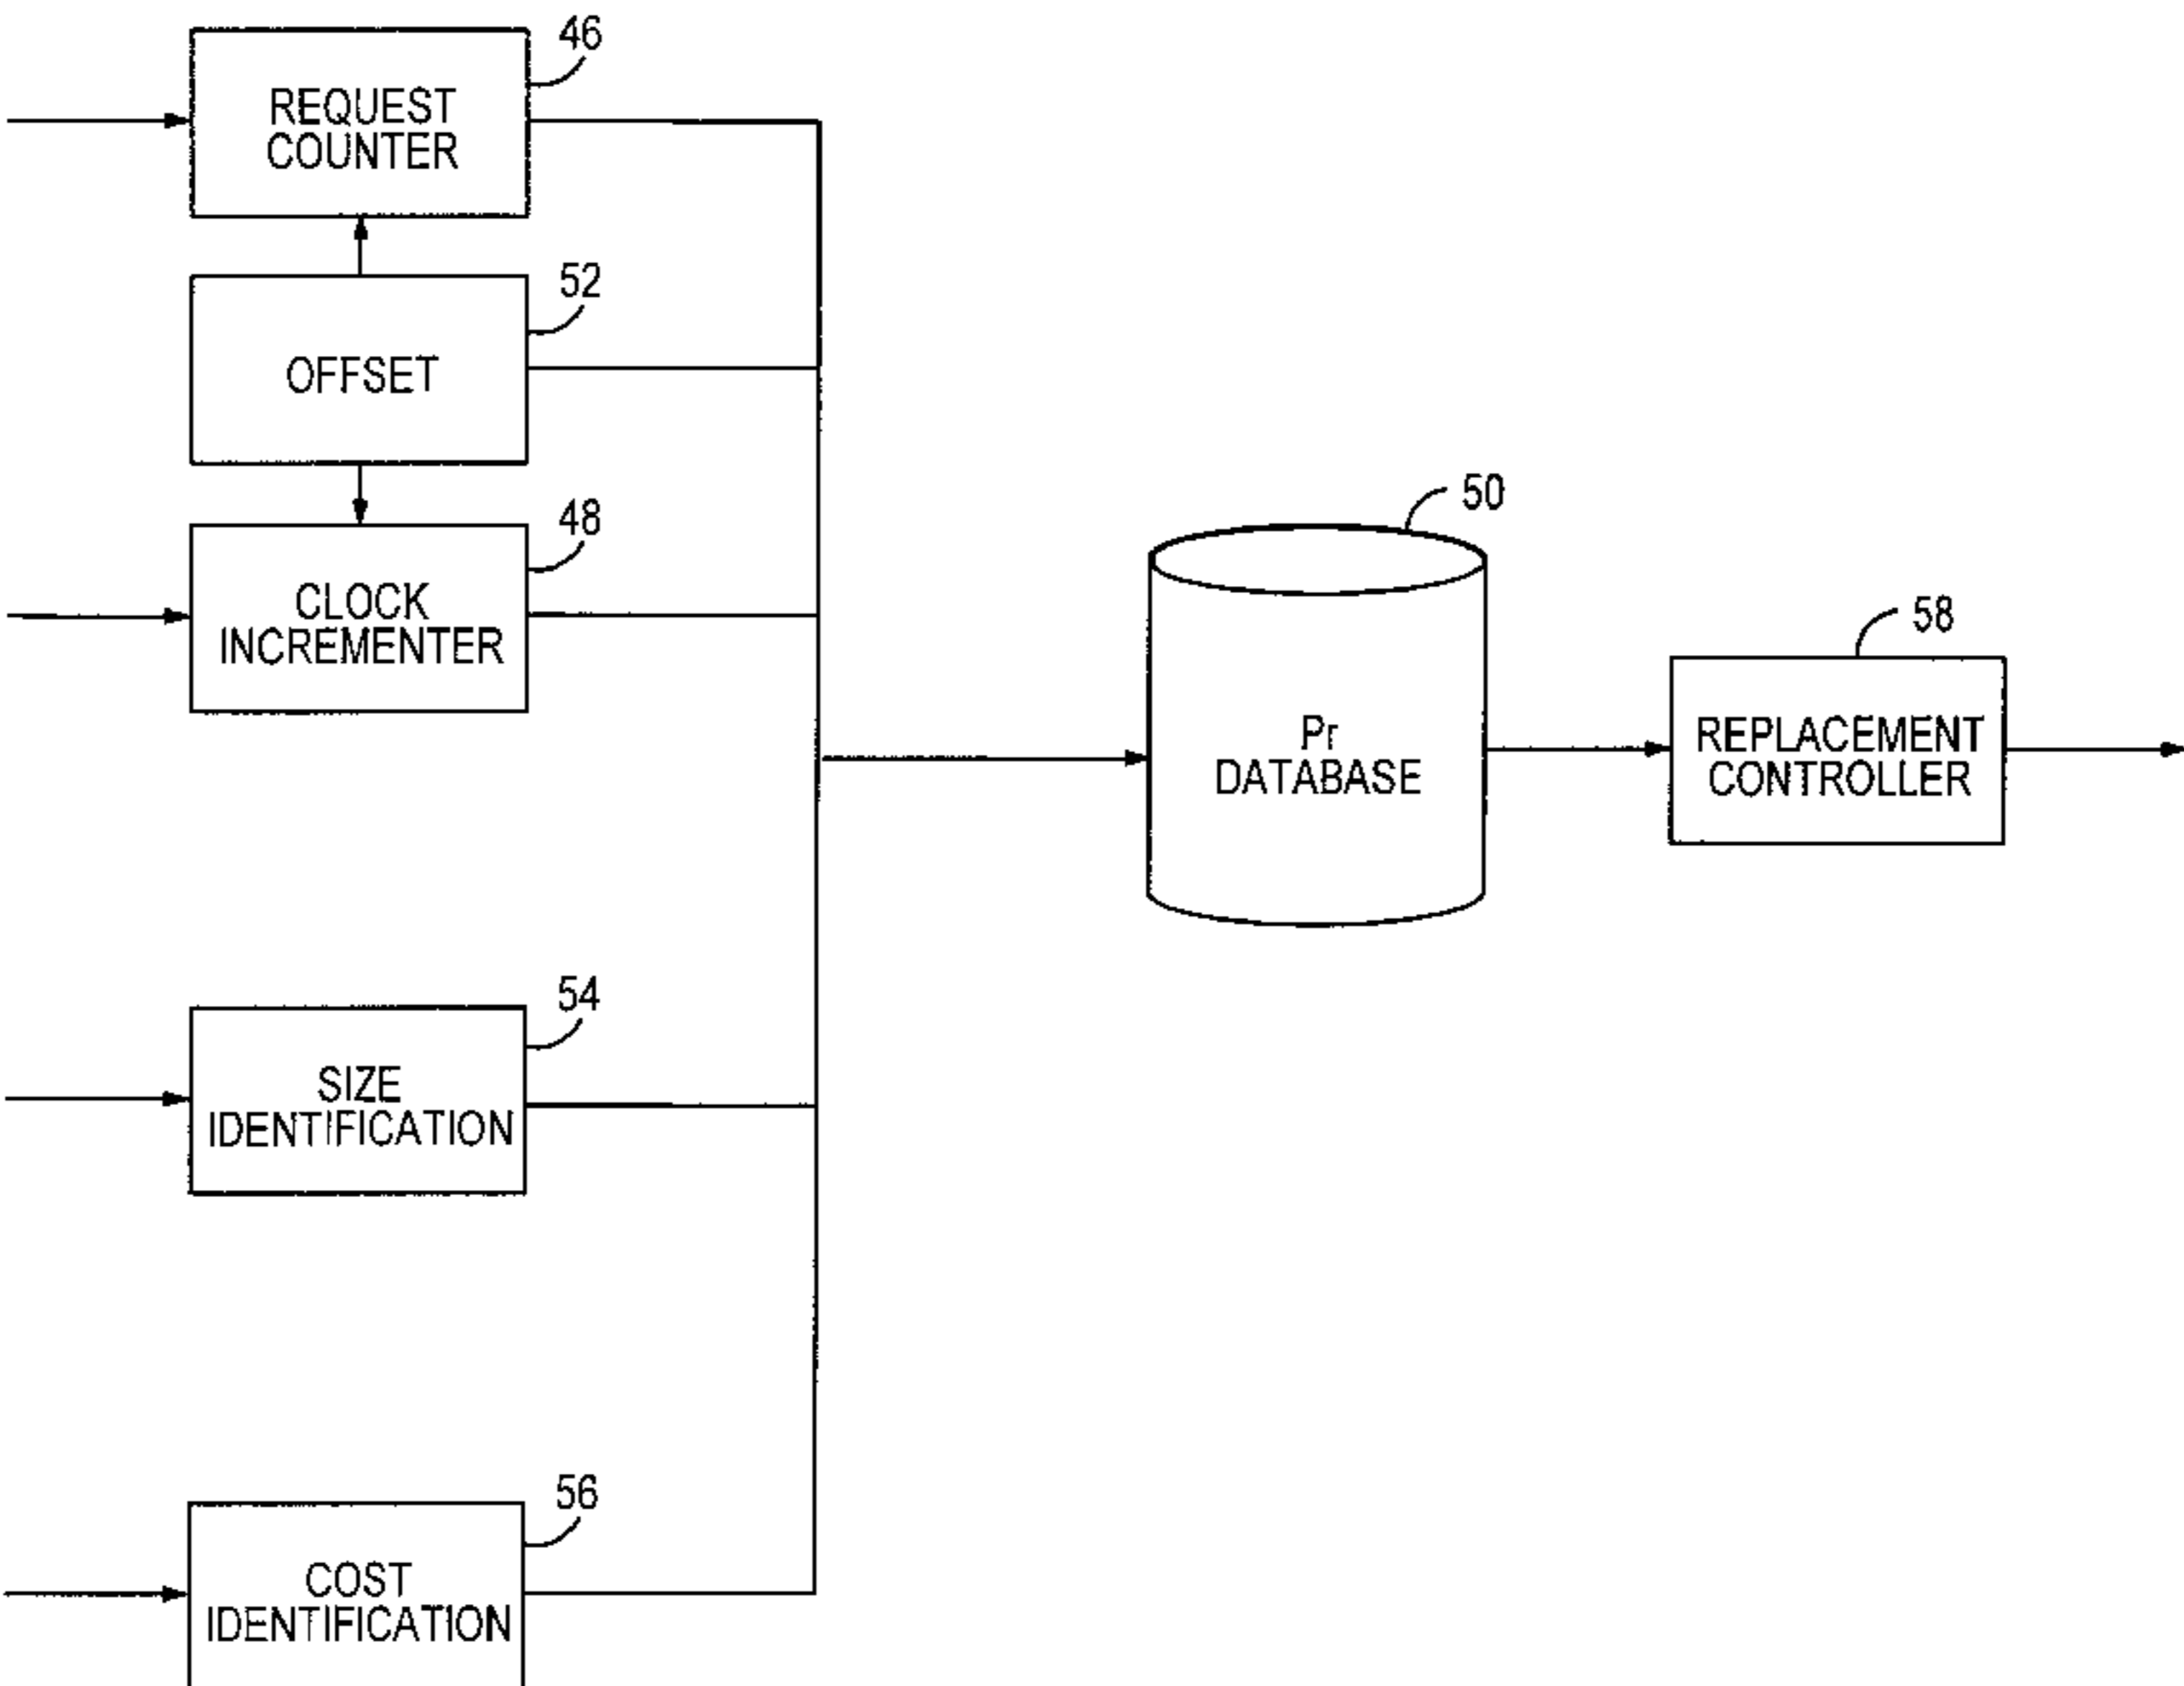 46
REQUEST
COUNTER
52
OFFSET
48
CLOCK
INCREMENTER
50
Pr
DATABASE
58
REPLACEMENT
CONTROLLER
54
SIZE
IDENTIFICATION
56
COST
IDENTIFICATION